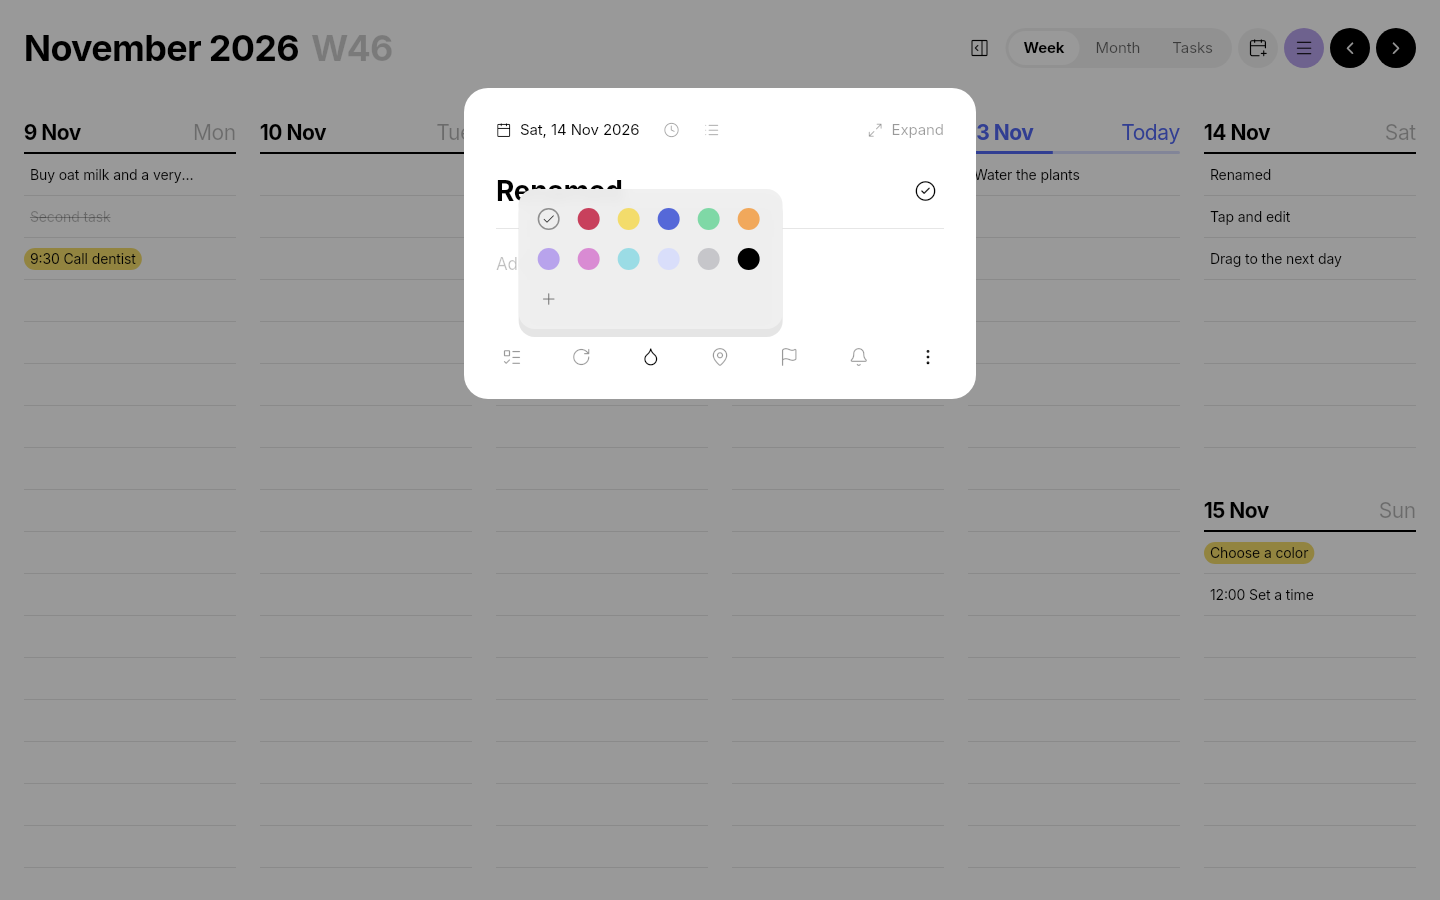 November 2026 W46
Week
Month
Tasks
9 Nov Mon
Buy oat milk and a very...
Second task
9:30 Call dentist
10 Nov
Sat, 14 Nov 2026
Expand
Renamed
3 Nov Today
Water the plants
14 Nov Sat
Renamed
Tap and edit
Drag to the next day
15 Nov Sun
Choose a color
12:00 Set a time